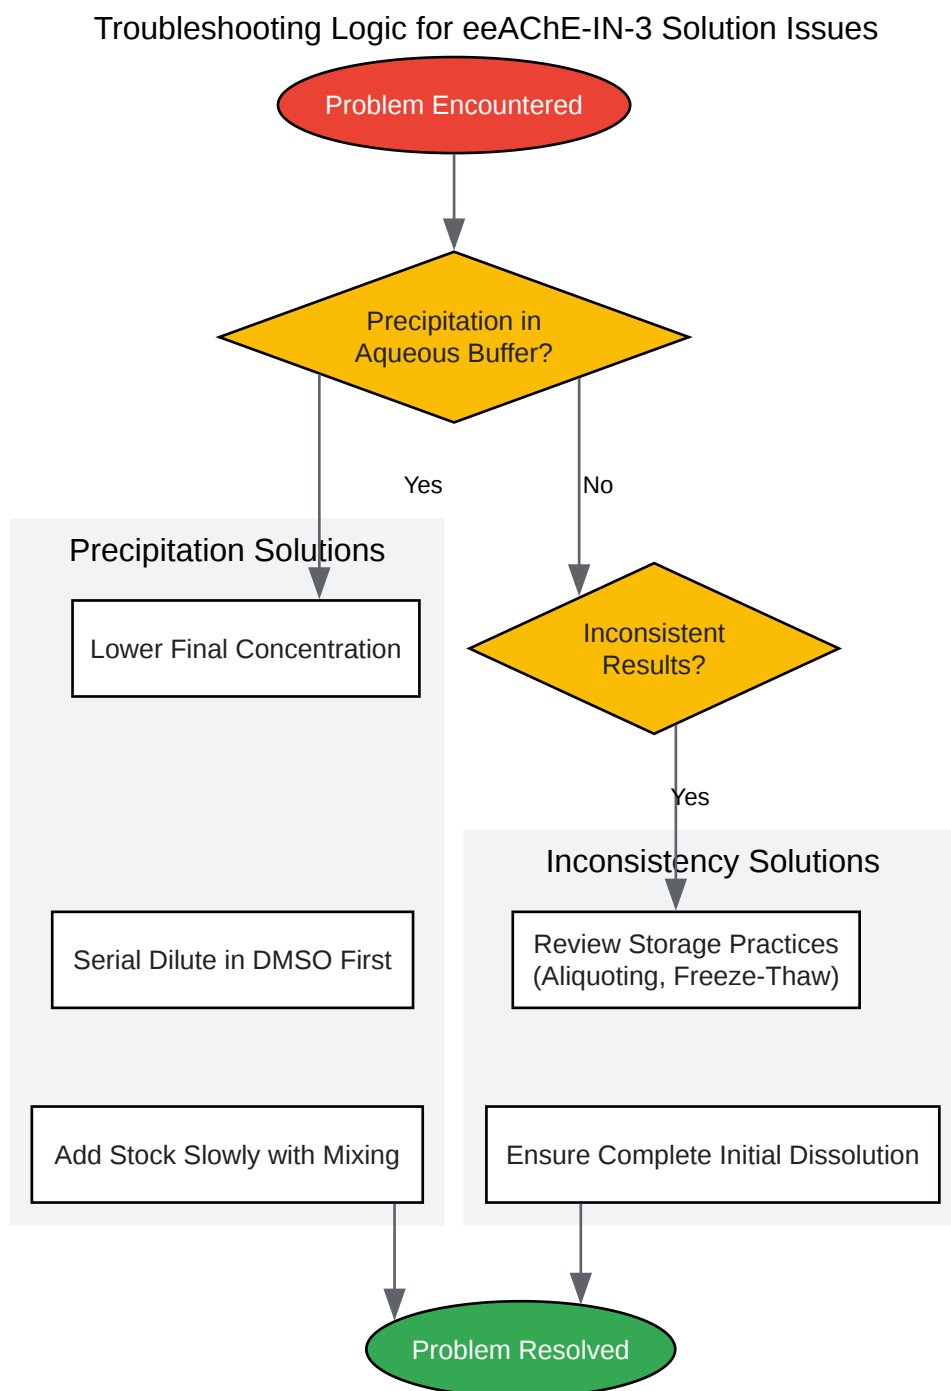 Troubleshooting Logic for eeAChE-IN-3 Solution Issues
Problem Encountered
Precipitation in
Aqueous Buffer?
Yes
No
Precipitation Solutions
Lower Final Concentration
Inconsistent
Results?
Yes
Inconsistency Solutions
Serial Dilute in DMSO First
Review Storage Practices
(Aliquoting, Freeze-Thaw)
Add Stock Slowly with Mixing
Ensure Complete Initial Dissolution
Problem Resolved